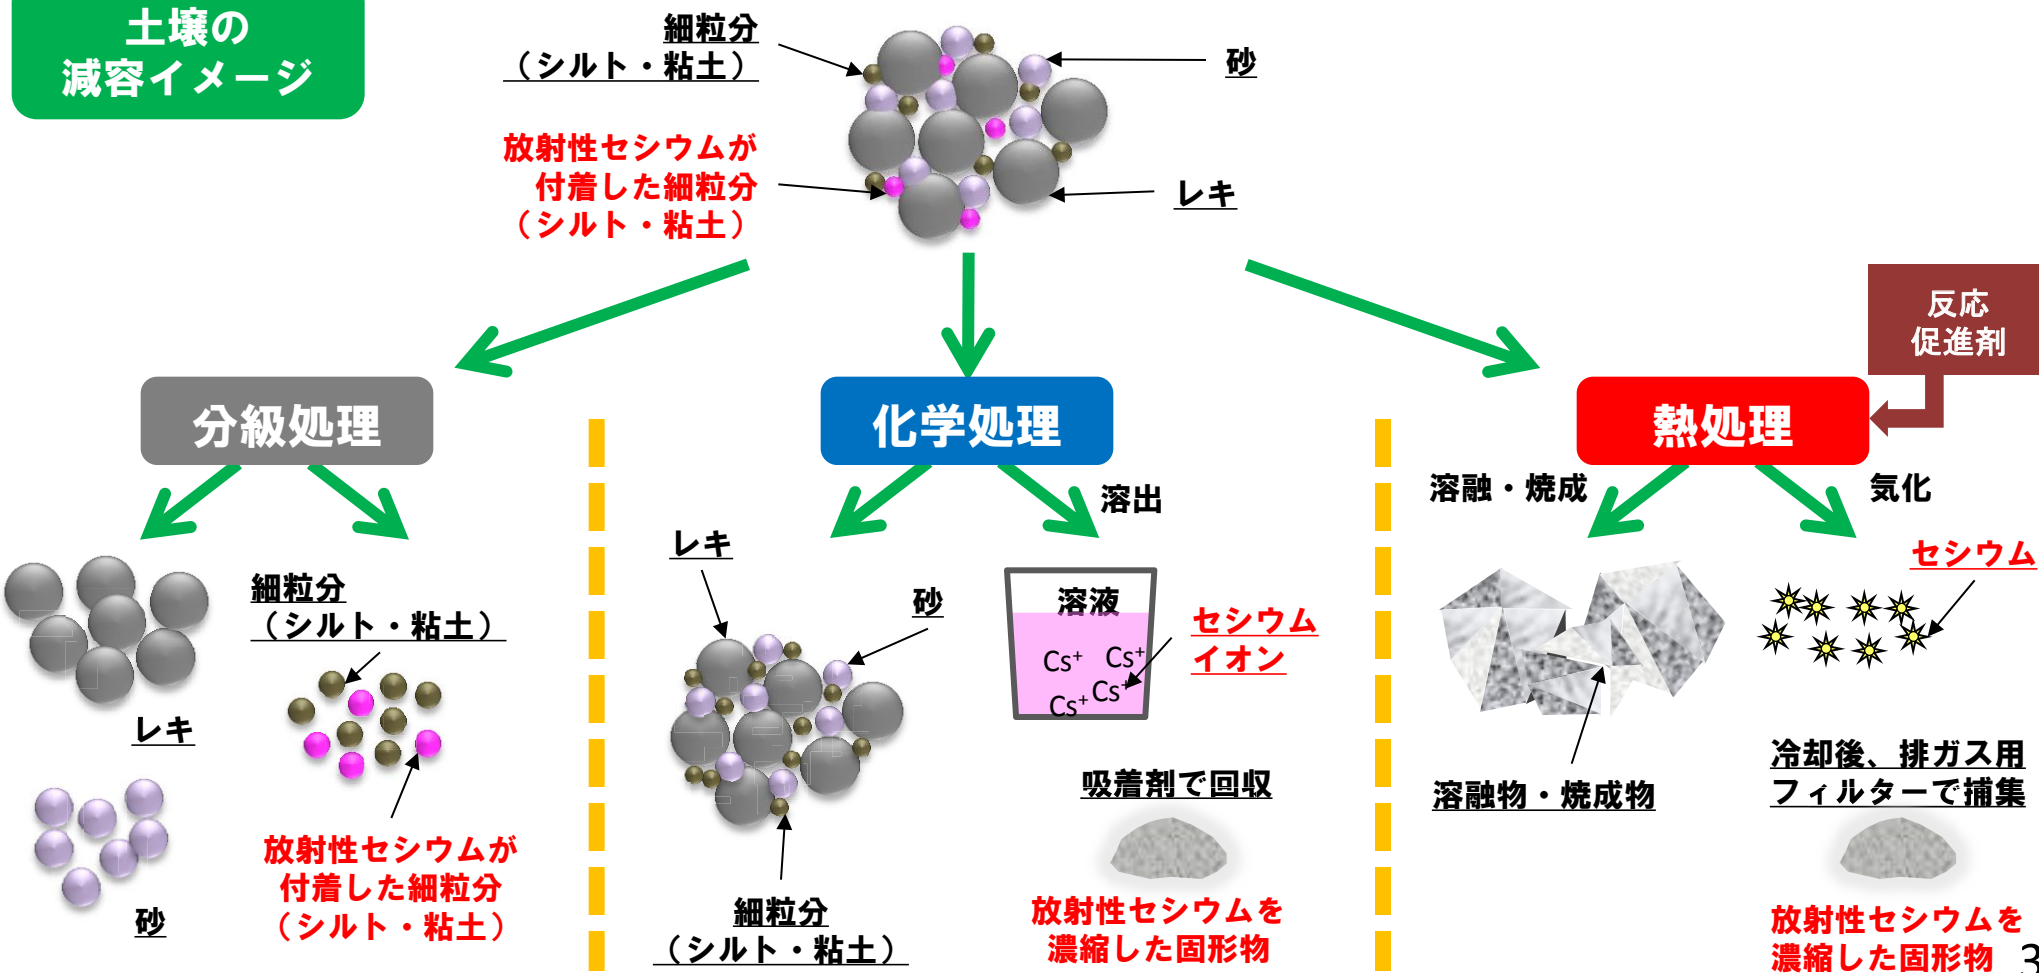 土壌の
減容イメージ
細粒分
（シルト・粘土）
砂
放射性セシウムが
付着した細粒分
（シルト・粘土）
レキ
反応
促進剤
分級処理
化学処理
熱処理
溶出
溶融・焼成
気化
レキ
細粒分
（シルト・粘土）
砂
溶液
Cs⁺
Cs⁺
Cs⁺
Cs⁺
セシウム
イオン
セシウム
レキ
砂
放射性セシウムが
付着した細粒分
（シルト・粘土）
細粒分
（シルト・粘土）
吸着剤で回収
放射性セシウムを
濃縮した固形物
溶融物・焼成物
冷却後、排ガス用
フィルターで捕集
放射性セシウムを
濃縮した固形物
3